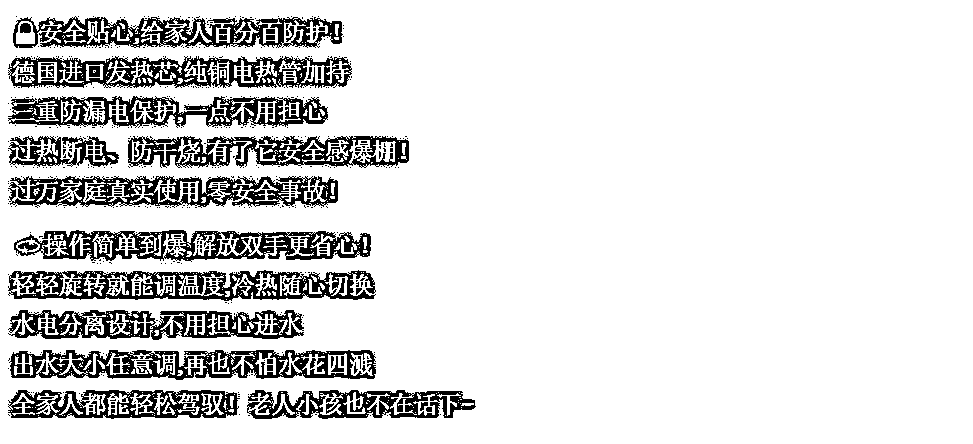 🔒安全贴心,给家人百分百防护!
德国进口发热芯,纯铜电热管加持
三重防漏电保护,一点不用担心
过热断电、防干烧,有了它安全感爆棚!
过万家庭真实使用,零安全事故!
操作简单到爆,解放双手更省心!
轻轻旋转就能调温度,冷热随心切换
水电分离设计,不用担心进水
出水大小任意调,再也不怕水花四溅
全家人都能轻松驾驭！老人小孩也不在话下~